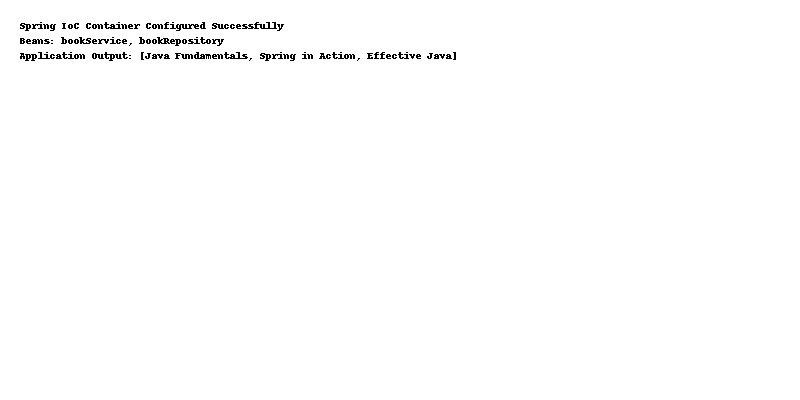 Spring IoC Container Configured Successfully
Beans: bookService, bookRepository
Application Output: [Java Fundamentals, Spring in Action, Effective Java]